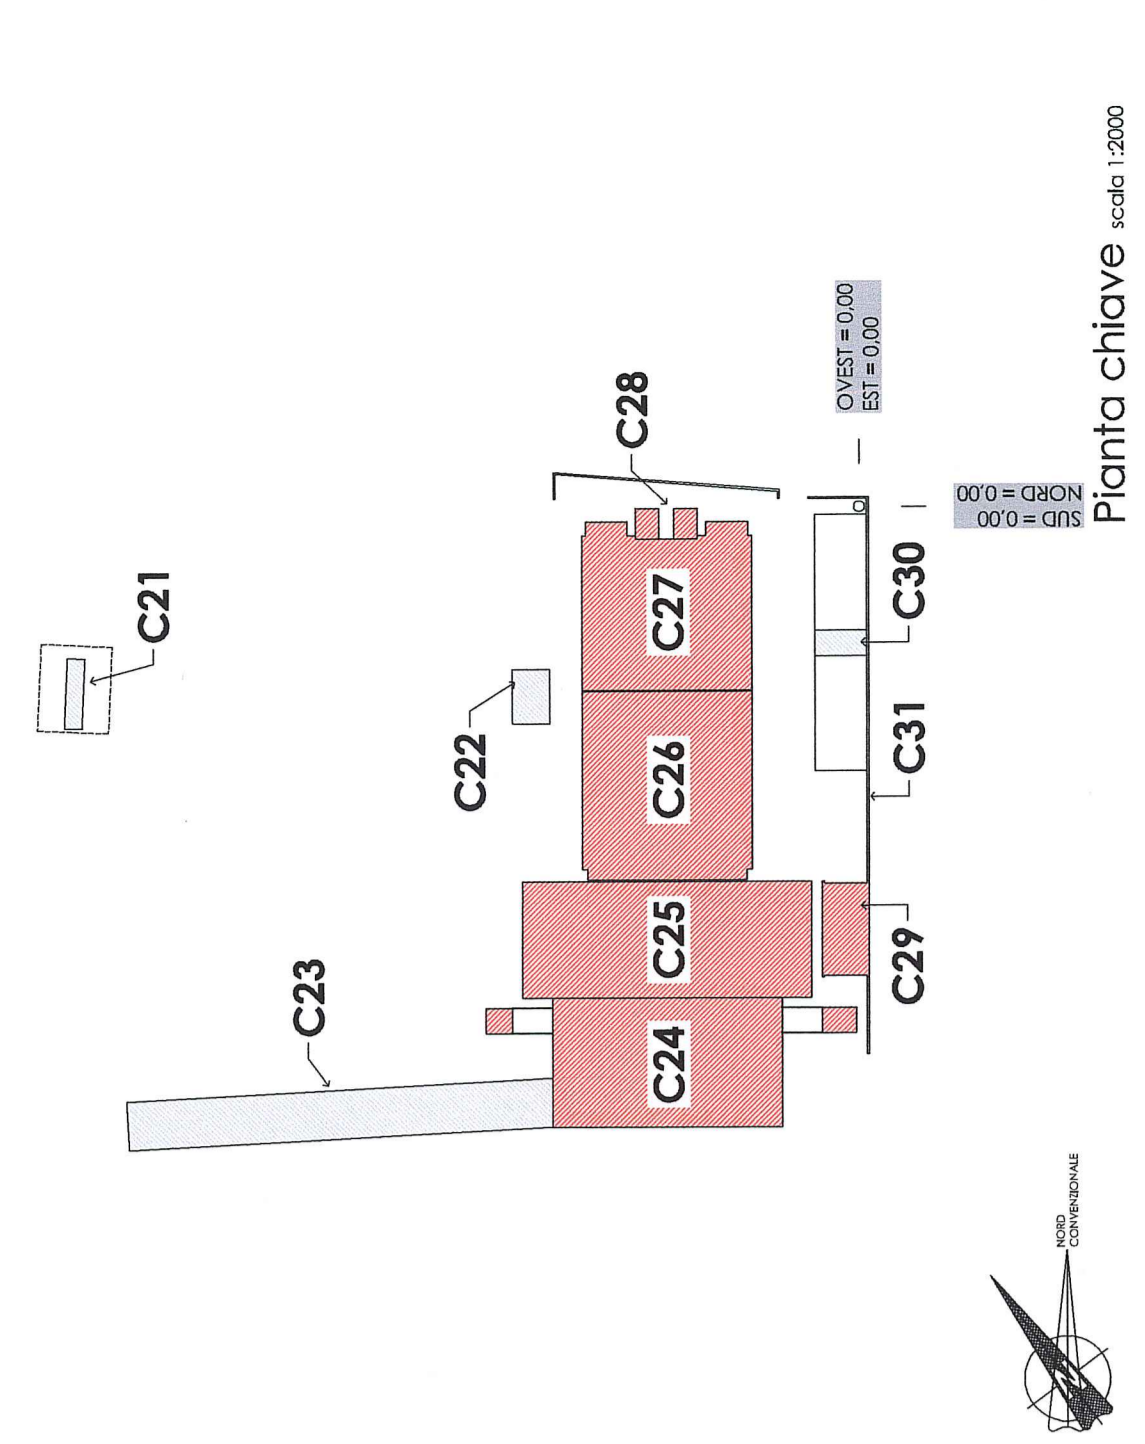 C21
C22
C23
C28
C27
C26
C25
C24
C30
C31
C29
OVEST = 0,00
EST = 0,00
SUD = 0,00
NORD = 0,00
NORD
CONVENZIONALE
Pianta chiave scala 1:2000